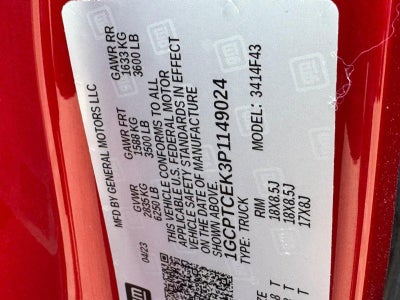 MFD BY GENERAL MOTORS LLC
04/23
GVWR
2835 KG
6250 LB
GAWR FRT
1588 KG
3500 LB
GAWR RR
1633 KG
3600 LB
THIS VEHICLE CONFORMS TO ALL
APPLICABLE U.S. FEDERAL MOTOR
VEHICLE SAFETY STANDARDS IN EFFECT
ON THE DATE OF MANUFACTURE
SHOWN ABOVE.
1GCPTCEK3P1149024
TYPE: TRUCK
MODEL: 3414F43
RIM
18X8.5J
18X8.5J
17X8J
gm